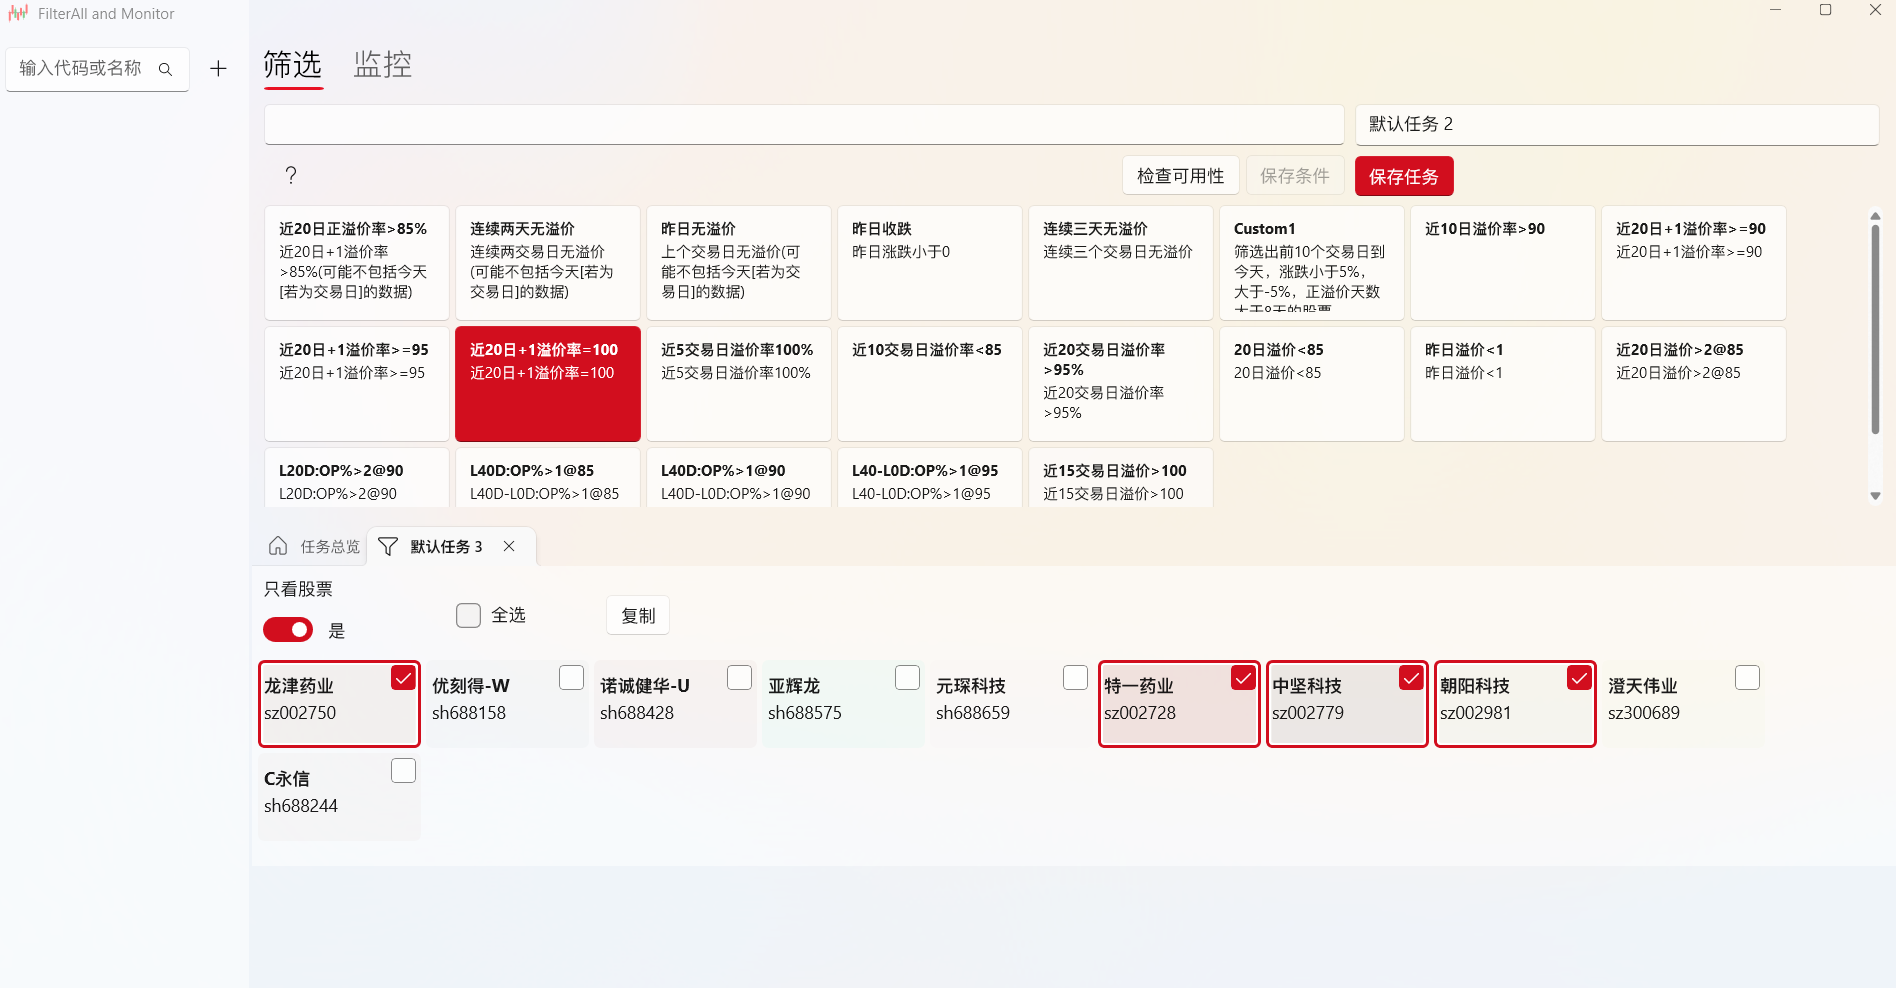 FilterAll and Monitor
输入代码或名称
筛选 监控
默认任务 2
?
检查可用性 保存条件 保存任务
近20日正溢价率>85%
近20日+1溢价率
>85%(可能不包括今天
[若为交易日]的数据)
连续两天无溢价
连续两交易日无溢价
(可能不包括今天[若为
交易日]的数据)
昨日无溢价
上个交易日无溢价(可
能不包括今天[若为交
易日]的数据)
昨日收跌
昨日涨跌小于0
连续三天无溢价
连续三个交易日无溢价
Custom1
筛选出前10个交易日到
今天，涨跌小于5%，
大于-5%，正溢价天数
大于8天的股票
近10日溢价率>90
近20日+1溢价率>=90
近20日+1溢价率>=90
近20日+1溢价率>=95
近20日+1溢价率>=95
近20日+1溢价率=100
近20日+1溢价率=100
近5交易日溢价率100%
近5交易日溢价率100%
近10交易日溢价率<85
近20交易日溢价率
>95%
近20交易日溢价率
>95%
20日溢价<85
20日溢价<85
昨日溢价<1
昨日溢价<1
近20日溢价>2@85
近20日溢价>2@85
L20D:OP%>2@90
L20D:OP%>2@90
L40D:OP%>1@85
L40D-L0D:OP%>1@85
L40D:OP%>1@90
L40D-L0D:OP%>1@90
L40-L0D:OP%>1@95
L40-L0D:OP%>1@95
近15交易日溢价>100
近15交易日溢价>100
任务总览 默认任务 3
只看股票
是
全选
复制
龙津药业
sz002750
优刻得-W
sh688158
诺诚健华-U
sh688428
亚辉龙
sh688575
元琛科技
sh688659
特一药业
sz002728
中坚科技
sz002779
朝阳科技
sz002981
澄天伟业
sz300689
C永信
sh688244